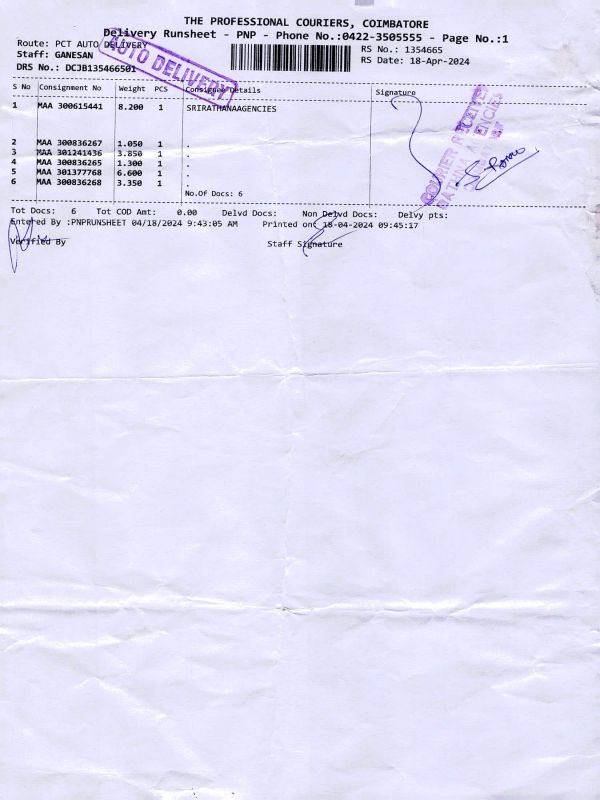 THE PROFESSIONAL COURIERS, COIMBATORE
Delivery Runsheet - PNP - Phone No.:0422-3505555 - Page No.:1
Route: PCT AUTO DELIVERY
RS No.: 1354665
Staff: GANESAN
RS Date: 18-Apr-2024
DRS No.: DCJB135466501
AUTO DELIVERY
S No Consignment No Weight PCS Consignee Details Signature
1 MAA 300615441 8.200 1 SRIRATHANAAGENCIES
COURIER RECEIVED
2 MAA 300836267 1.050 1 .
3 MAA 301241436 3.850 1 .
4 MAA 300836265 1.300 1 .
5 MAA 301377768 6.600 1 .
6 MAA 300836268 3.350 1 .
No.Of Docs: 6
Tot Docs: 6 Tot COD Amt: 0.00 Delvd Docs: Non Delvd Docs: Delvy pts:
Entered By :PNPRUNSHEET 04/18/2024 9:43:05 AM Printed on: 18-04-2024 09:45:17
Verified By Staff Signature